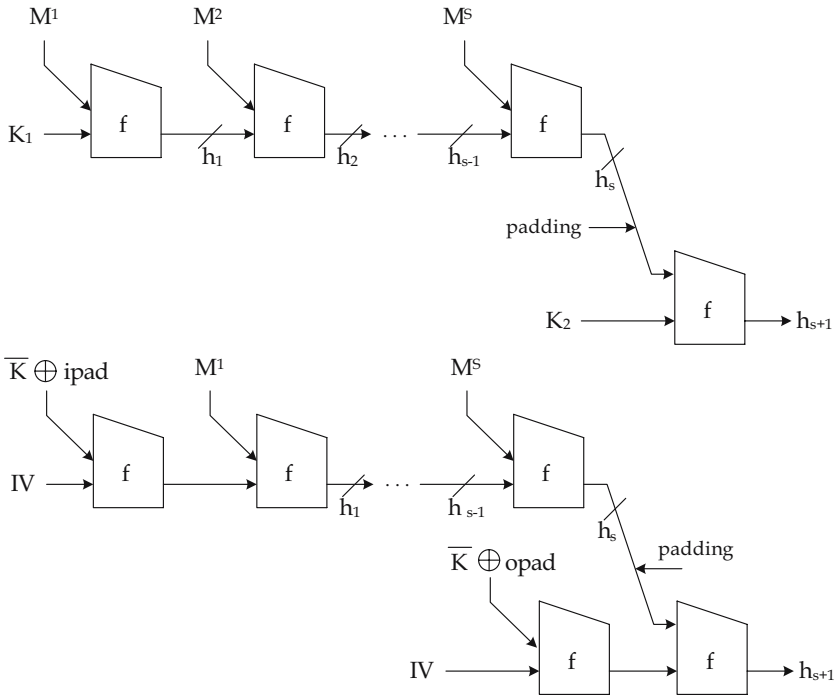 M¹ M² Mˢ
f f f
K₁ h₁ h₂ ... hₛ₋₁ hₛ
padding
K₂ f hₛ₊₁
K̅ ⊕ ipad M¹ Mˢ
f f f
IV h₁ ... h ₛ₋₁ hₛ
padding
K̅ ⊕ opad
IV f f hₛ₊₁